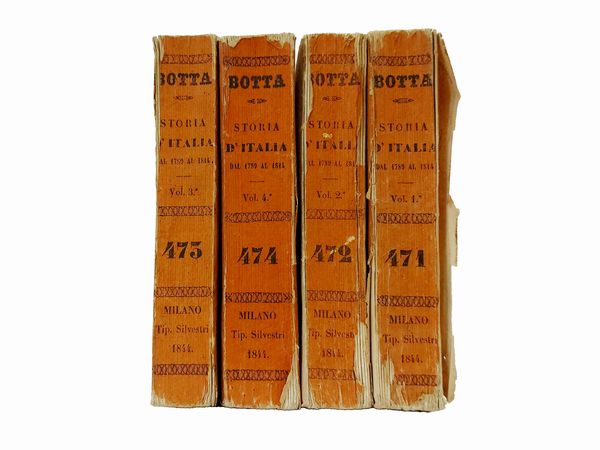 BOTTA
STORIA
D'ITALIA
DAL 1789 AL 1814
Vol. 3.º
473
MILANO
Tip. Silvestri
1844.
BOTTA
STORIA
D'ITALIA
DAL 1789 AL 1814
Vol. 4.º
474
MILANO
Tip. Silvestri
1844.
BOTTA
STORIA
D'ITALIA
DAL 1789 AL 1814
Vol. 2.º
472
MILANO
Tip. Silvestri
1844.
BOTTA
STORIA
D'ITALIA
DAL 1789 AL 1814
Vol. 1.º
471
MILANO
Tip. Silvestri
1844.